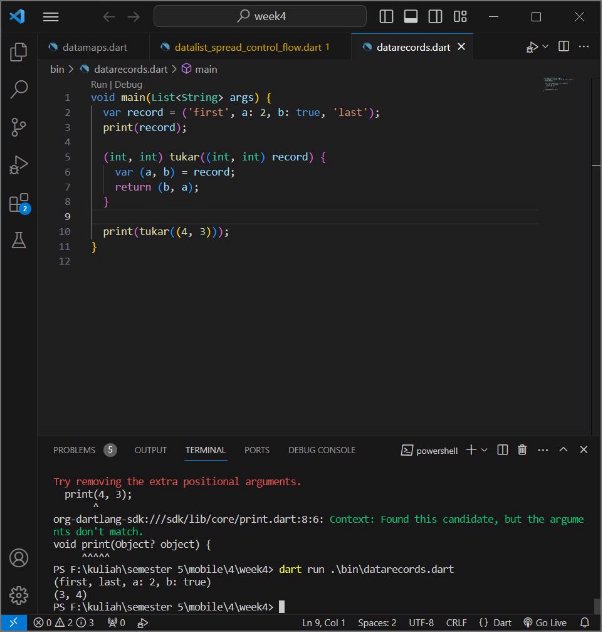 week4
datamaps.dart
datalist_spread_control_flow.dart 1
datarecords.dart
bin > datarecords.dart > main
Run | Debug
1 void main(List<String> args) {
2 var record = ('first', a: 2, b: true, 'last');
3 print(record);
4
5 (int, int) tukar((int, int) record) {
6 var (a, b) = record;
7 return (b, a);
8 }
9
10 print(tukar((4, 3)));
11 }
12
2
PROBLEMS 5 OUTPUT TERMINAL PORTS DEBUG CONSOLE powershell
Try removing the extra positional arguments.
print(4, 3);
^
org-dartlang-sdk:///sdk/lib/core/print.dart:8:6: Context: Found this candidate, but the argume
nts don't match.
void print(Object? object) {
^^^^^
PS F:\kuliah\semester 5\mobile\4\week4> dart run .\bin\datarecords.dart
(first, last, a: 2, b: true)
(3, 4)
PS F:\kuliah\semester 5\mobile\4\week4>
0 2 3 0 Ln 9, Col 1 Spaces: 2 UTF-8 CRLF {} Dart Go Live